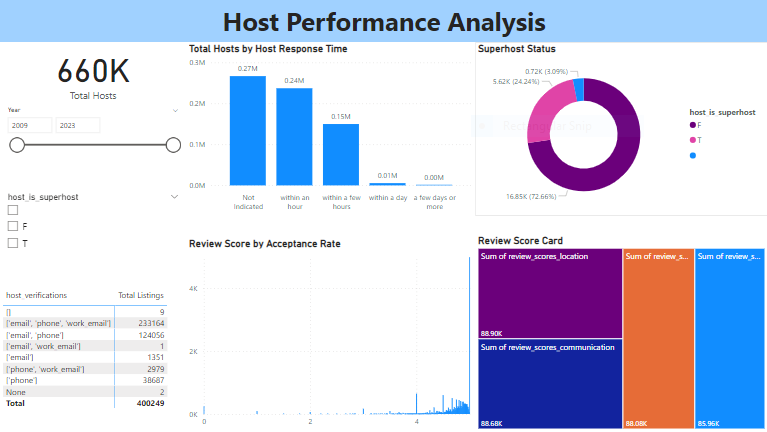 Host Performance Analysis
660K
Total Hosts
Year
2009 2023
host_is_superhost
F
T
host_verifications Total Listings
[] 9
['email', 'phone', 'work_email'] 233164
['email', 'phone'] 124056
['email', 'work_email'] 1
['email'] 1351
['phone', 'work_email'] 2979
['phone'] 38687
None 2
Total 400249
Total Hosts by Host Response Time
0.3M
0.2M
0.1M
0.0M
0.27M
0.24M
0.15M
0.01M
0.00M
Not indicated
within an hour
within a few hours
within a day
a few days or more
Superhost Status
0.72K (3.09%)
5.62K (24.24%)
16.85K (72.66%)
host_is_superhost
F
T
Review Score by Acceptance Rate
4K
2K
0K
0 2 4
Review Score Card
Sum of review_scores_location
88.90K
Sum of review_scores_communication
88.68K
Sum of review_s...
88.08K
Sum of review_s...
85.96K